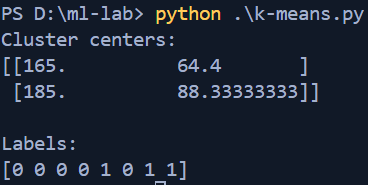 PS D:\ml-lab> python .\k-means.py
Cluster centers:
[[165.          64.4       ]
 [185.          88.33333333]]

Labels:
[0 0 0 0 1 0 1 1]